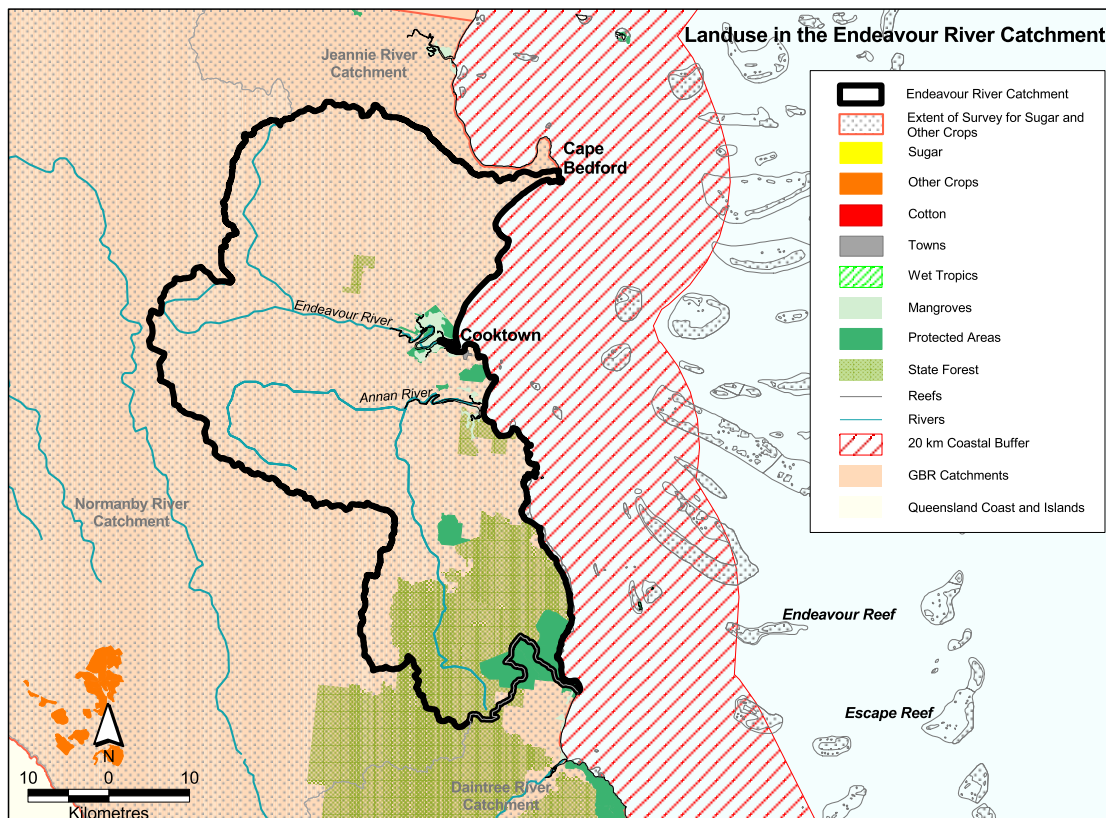 Landuse in the Endeavour River Catchment
Jeannie River
Catchment
Cape
Bedford
Endeavour River
Cooktown
Annan River
Normanby River
Catchment
Endeavour Reef
Escape Reef
Daintree River
Catchment
N
10 0 10
Kilometres
Endeavour River Catchment
Extent of Survey for Sugar and
Other Crops
Sugar
Other Crops
Cotton
Towns
Wet Tropics
Mangroves
Protected Areas
State Forest
Reefs
Rivers
20 km Coastal Buffer
GBR Catchments
Queensland Coast and Islands